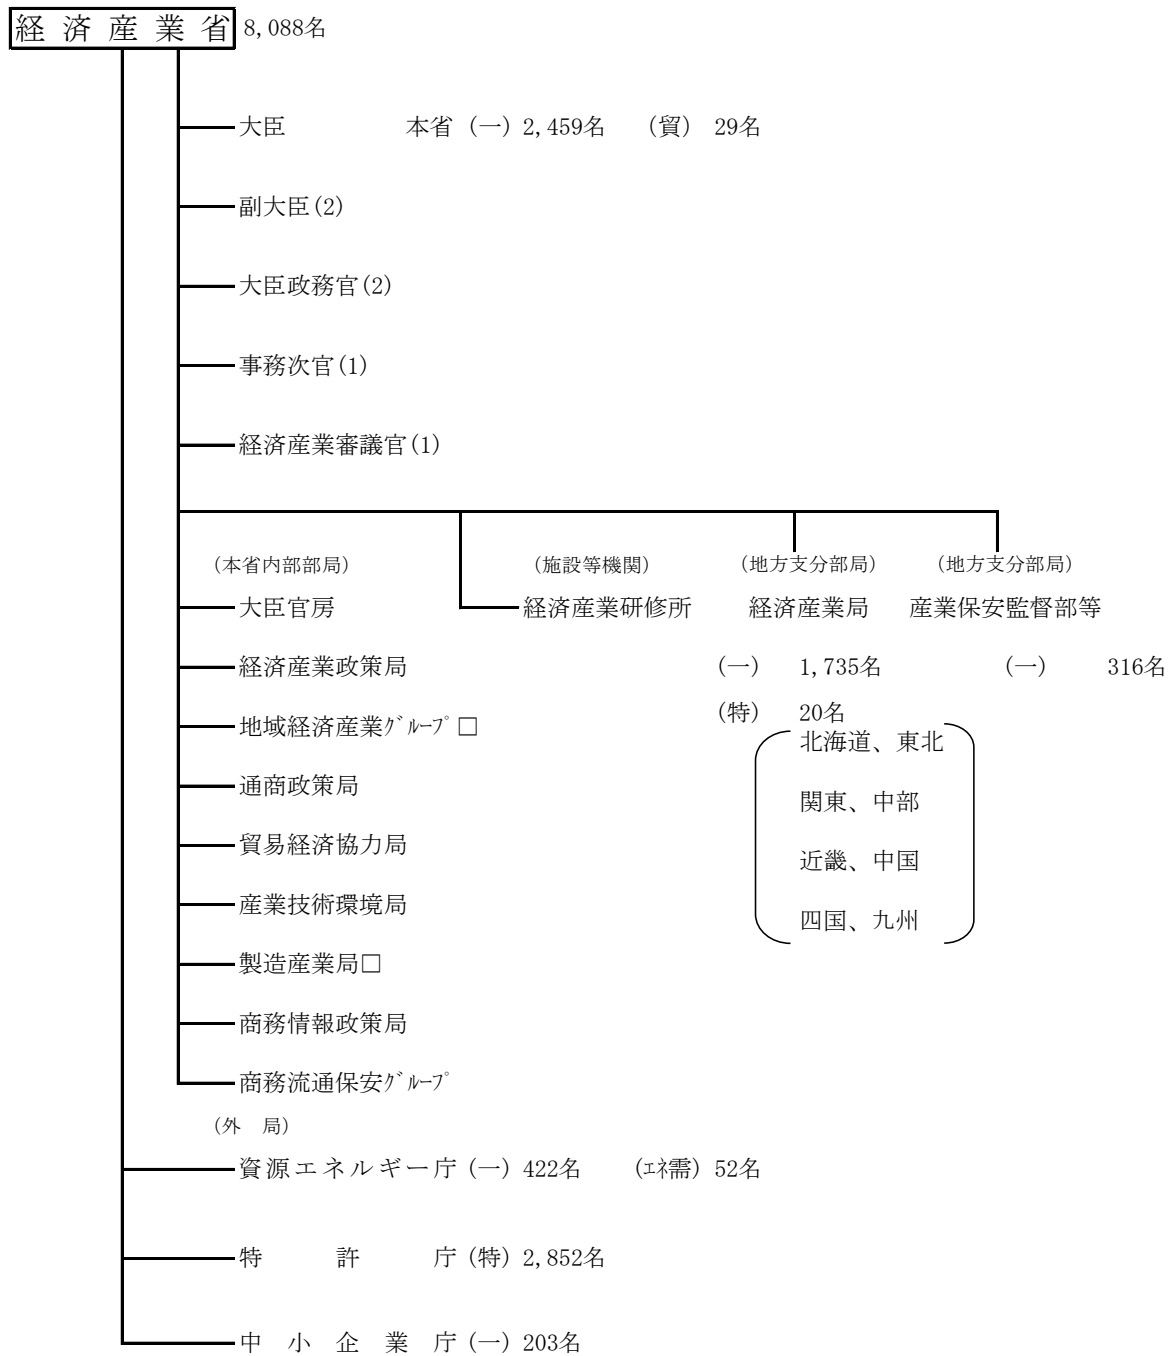 経済産業省 8,088名
大臣 本省 (一) 2,459名 (貿) 29名
副大臣(2)
大臣政務官(2)
事務次官(1)
経済産業審議官(1)
(本省内部部局) (施設等機関) (地方支分部局) (地方支分部局)
大臣官房 経済産業研修所 経済産業局 産業保安監督部等
経済産業政策局 (一) 1,735名 (一) 316名
地域経済産業ｸﾞﾙｰﾌﾟ□ (特) 20名
北海道、東北
通商政策局
関東、中部
貿易経済協力局
近畿、中国
産業技術環境局
四国、九州
製造産業局□
商務情報政策局
商務流通保安ｸﾞﾙｰﾌﾟ
(外 局)
資源エネルギー庁 (一) 422名 (ｴﾈ需) 52名
特許庁 (特) 2,852名
中小企業庁 (一) 203名